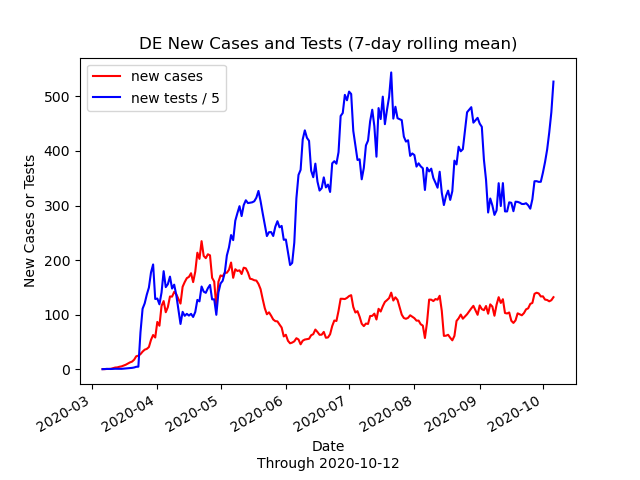 DE New Cases and Tests (7-day rolling mean)
new cases
new tests / 5
New Cases or Tests
500
400
300
200
100
0
2020-03
2020-04
2020-05
2020-06
2020-07
2020-08
2020-09
2020-10
Date
Through 2020-10-12